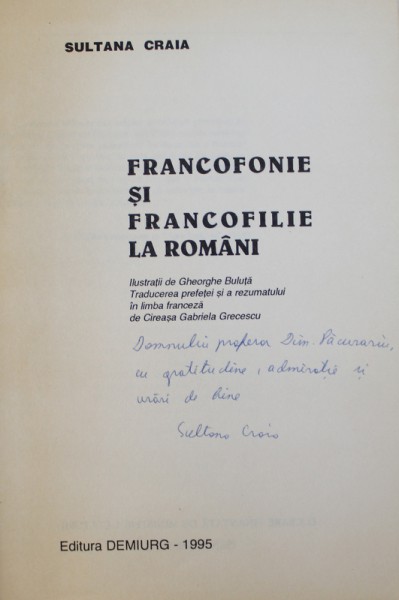 SULTANA CRAIA
FRANCOFONIE
ȘI
FRANCOFILIE
LA ROMÂNI
Ilustrații de Gheorghe Buluță
Traducerea prefeței și a rezumatului
în limba franceză
de Cireașa Gabriela Grecescu
Domnului profesor Dim. Păcurariu,
cu gratitudine, admirație și
urări de bine
Sultana Craia
Editura DEMIURG - 1995